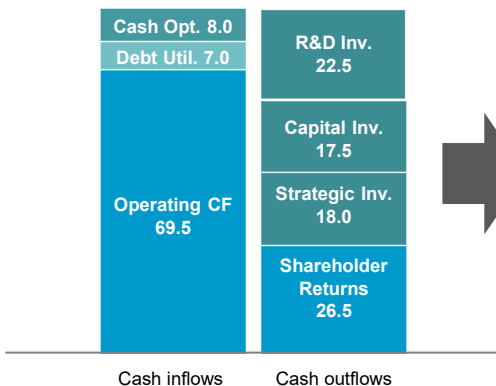 Cash Opt. 8.0
Debt Util. 7.0
Operating CF
69.5
R&D Inv.
22.5
Capital Inv.
17.5
Strategic Inv.
18.0
Shareholder
Returns
26.5
Cash inflows
Cash outflows